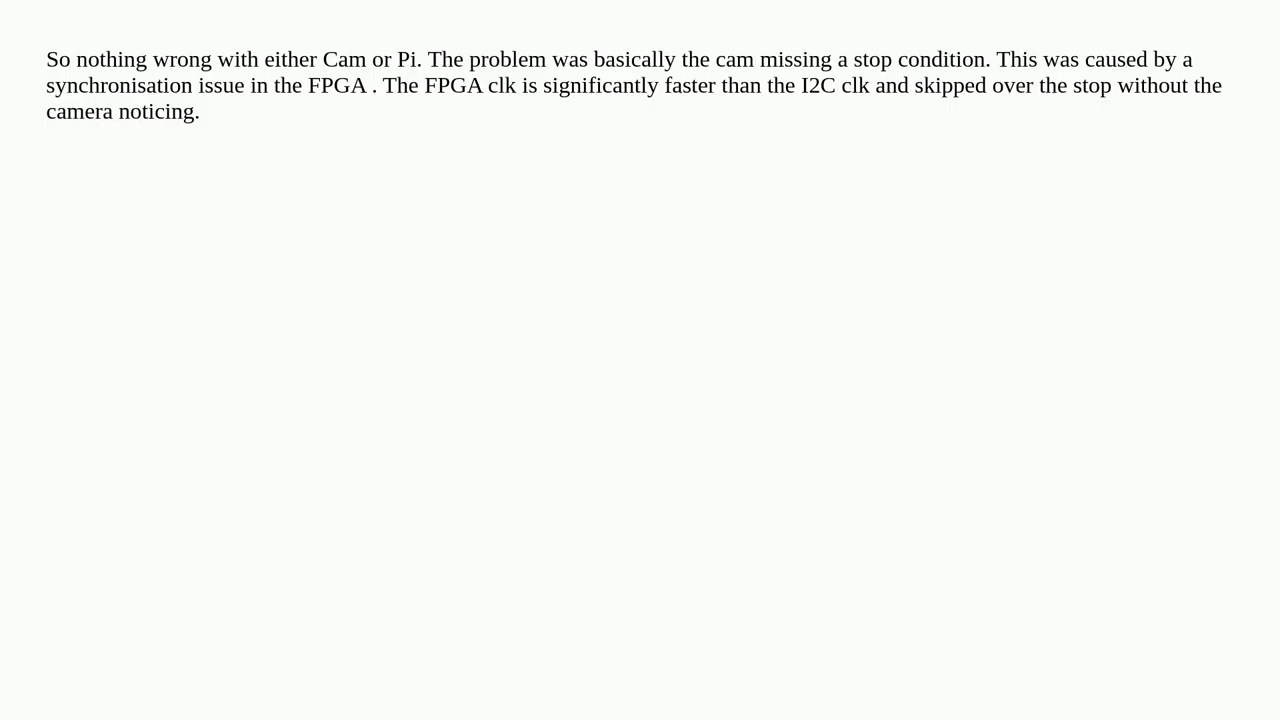 So nothing wrong with either Cam or Pi. The problem was basically the cam missing a stop condition. This was caused by a
synchronisation issue in the FPGA . The FPGA clk is significantly faster than the I2C clk and skipped over the stop without the
camera noticing.